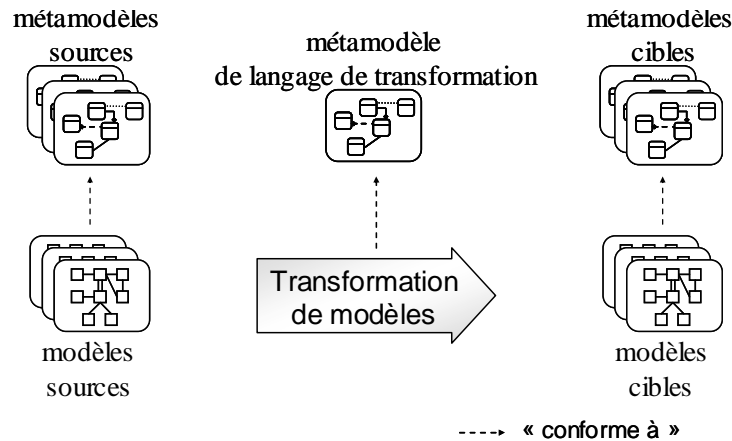 métamodèles
sources
métamodèle
de langage de transformation
métamodèles
cibles
Transformation
de modèles
modèles
sources
modèles
cibles
« conforme à »